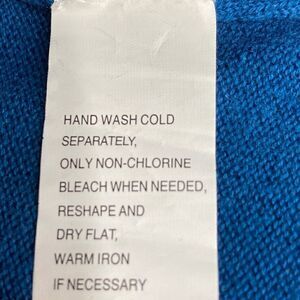 HAND WASH COLD
SEPARATELY,
ONLY NON-CHLORINE
BLEACH WHEN NEEDED,
RESHAPE AND
DRY FLAT,
WARM IRON
IF NECESSARY